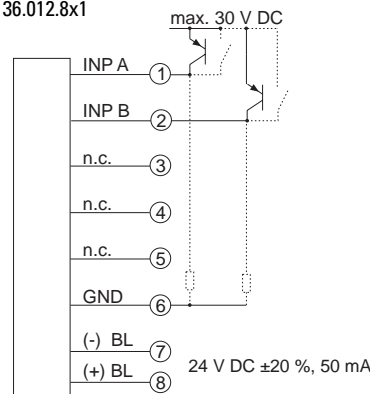 36.012.8x1
max. 30 V DC
INP A
1
INP B
2
n.c.
3
n.c.
4
n.c.
5
GND
6
(-) BL
7
(+) BL
8
24 V DC ±20 %, 50 mA